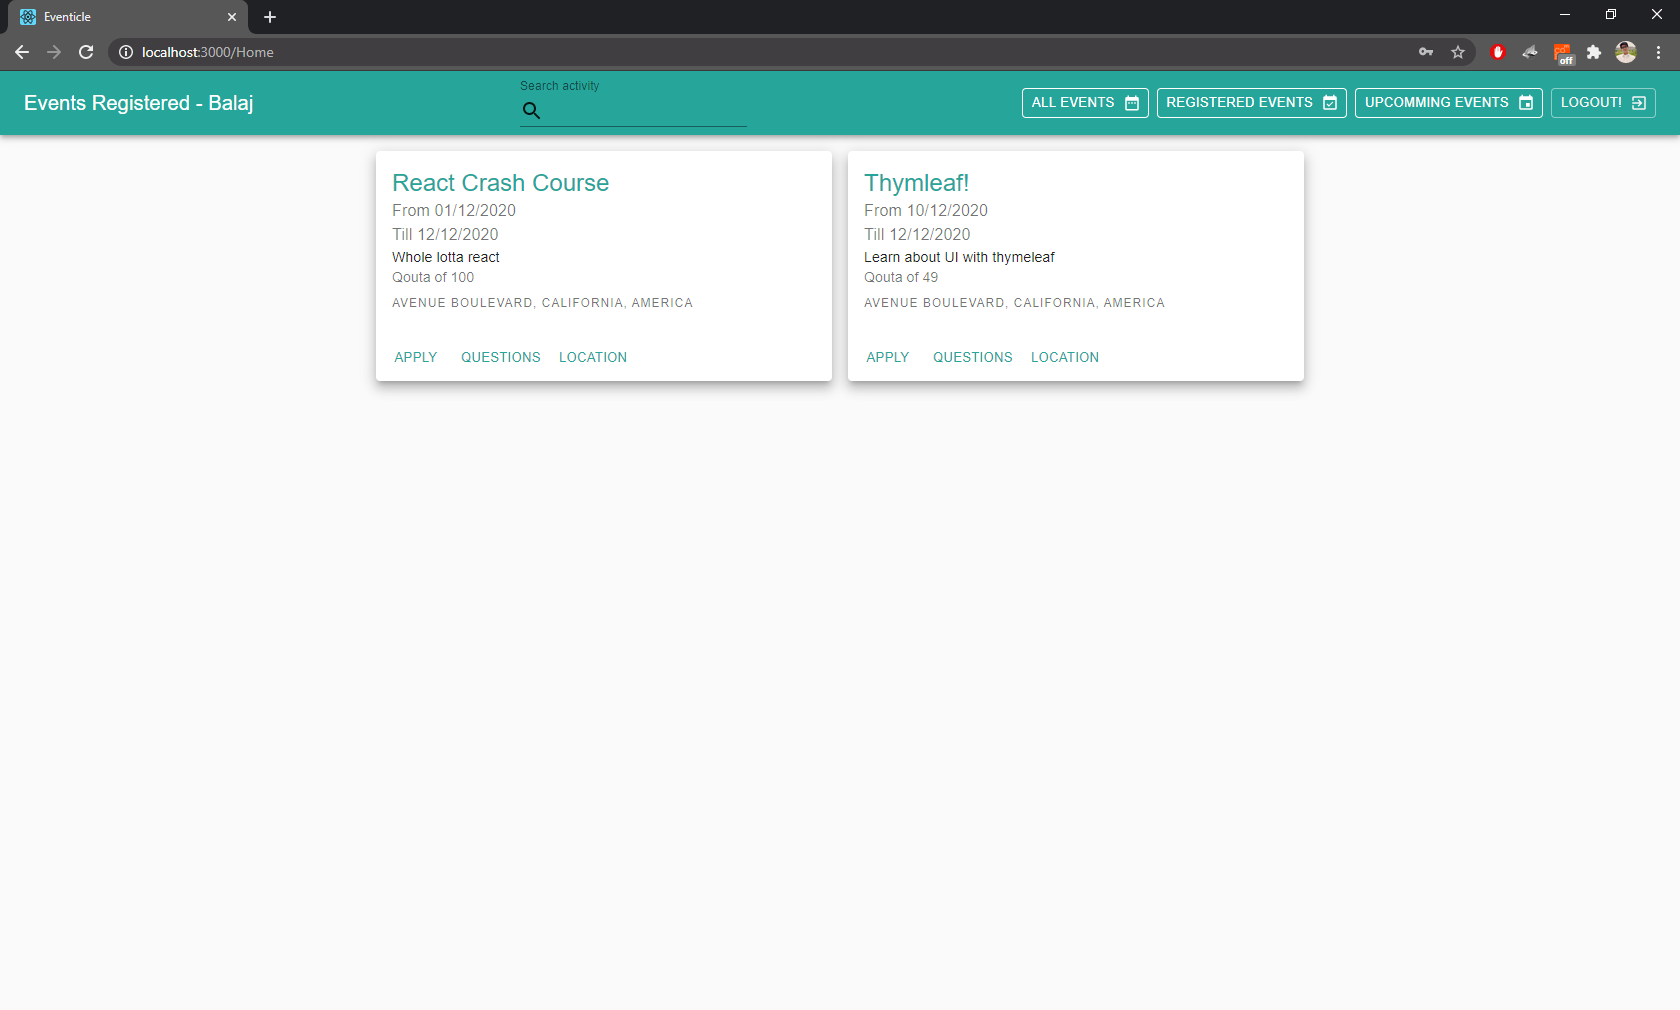 Eventicle
localhost:3000/Home
off
Events Registered - Balaj
Search activity
ALL EVENTS
REGISTERED EVENTS
UPCOMMING EVENTS
LOGOUT!
React Crash Course
From 01/12/2020
Till 12/12/2020
Whole lotta react
Qouta of 100
AVENUE BOULEVARD, CALIFORNIA, AMERICA
APPLY
QUESTIONS
LOCATION
Thymleaf!
From 10/12/2020
Till 12/12/2020
Learn about UI with thymeleaf
Qouta of 49
AVENUE BOULEVARD, CALIFORNIA, AMERICA
APPLY
QUESTIONS
LOCATION